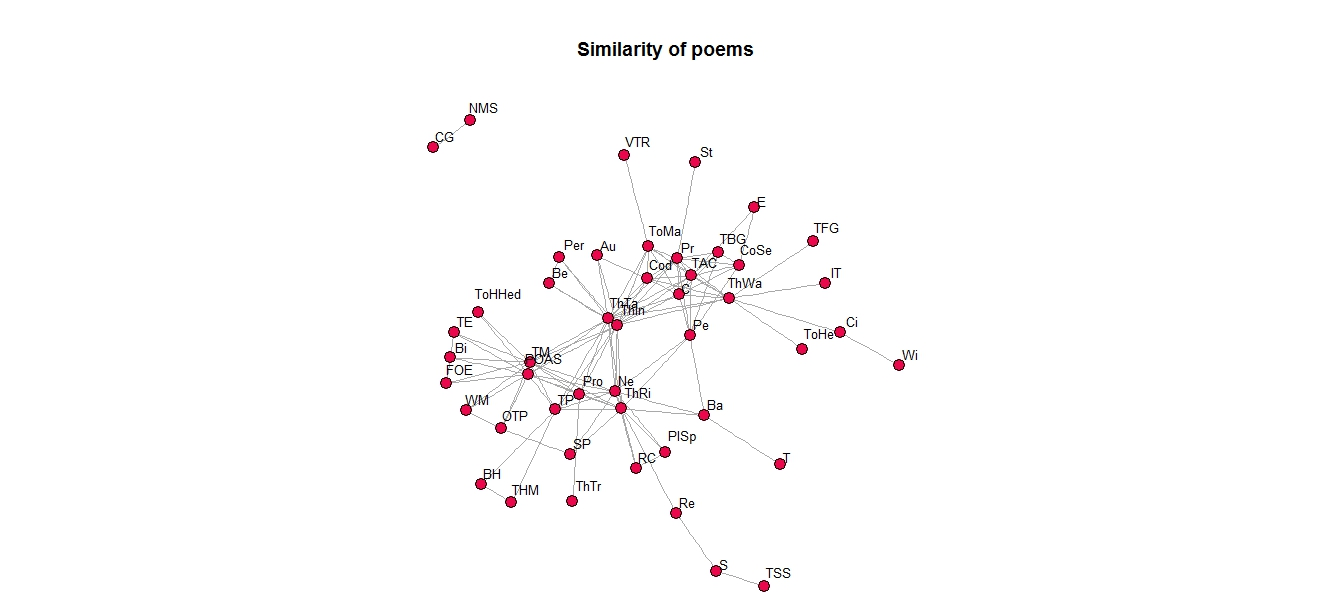 Similarity of poems
NMS
CG
VTR
St
E
TFG
ToMa
TBG
Per
Au
Pr
CoSe
Cod
TAC
Be
IT
C
ThWa
ToHHed
ThTa
ThIn
TE
Pe
Ci
ToHe
Bi
TM
Wi
POAS
FOE
Pro
Ne
ThRi
WM
TP
Ba
OTP
PlSp
SP
RC
T
BH
THM
ThTr
Re
S
TSS